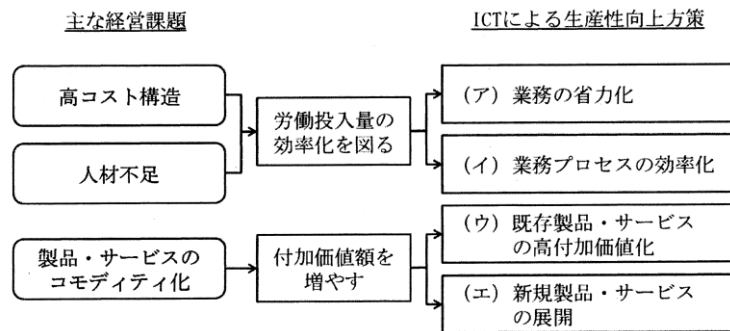 主な経営課題
ICTによる生産性向上方策
高コスト構造
人材不足
労働投入量の
効率化を図る
(ア) 業務の省力化
(イ) 業務プロセスの効率化
製品・サービスの
コモディティ化
付加価値額を
増やす
(ウ) 既存製品・サービス
の高付加価値化
(エ) 新規製品・サービス
の展開